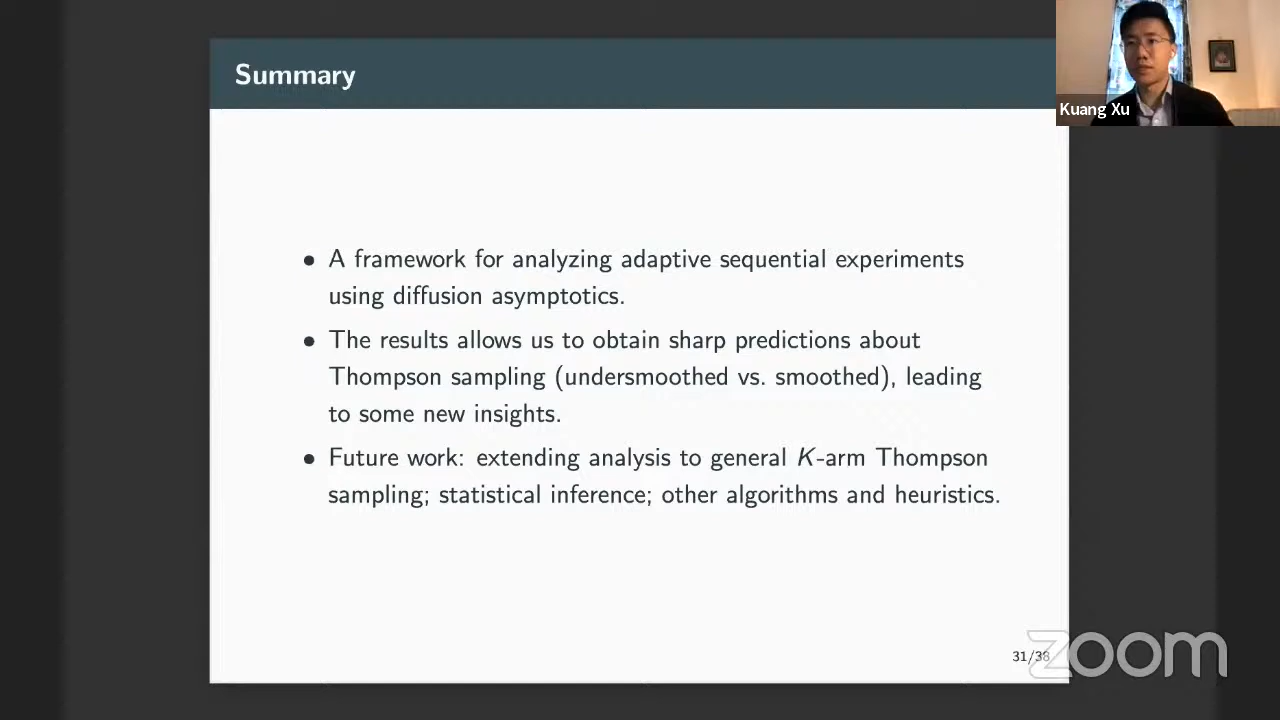 Summary
Kuang Xu
• A framework for analyzing adaptive sequential experiments
using diffusion asymptotics.
• The results allows us to obtain sharp predictions about
Thompson sampling (undersmoothed vs. smoothed), leading
to some new insights.
• Future work: extending analysis to general K-arm Thompson
sampling; statistical inference; other algorithms and heuristics.
31/38
zoom